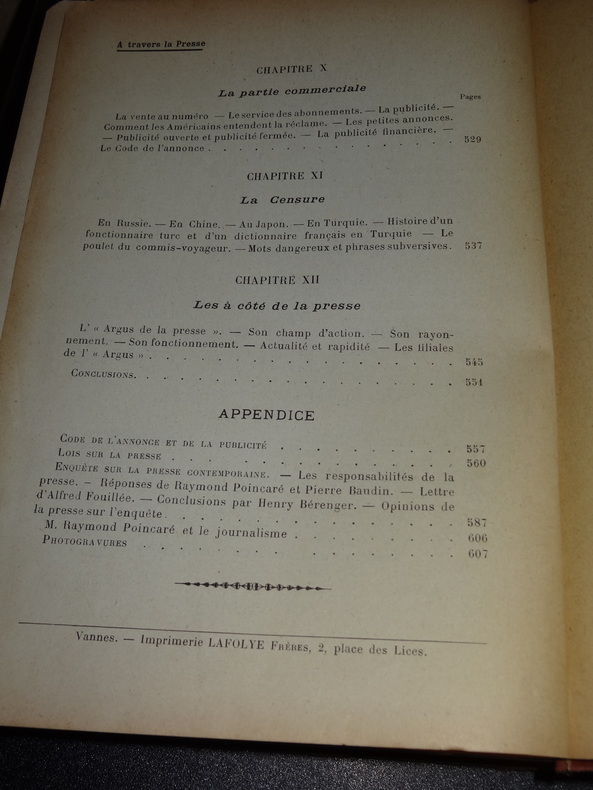 A travers la Presse
CHAPITRE X
La partie commerciale
Pages
La vente au numéro — Le service des abonnements. — La publicité. —
Comment les Américains entendent la réclame. — Les petites annonces.
— Publicité ouverte et publicité fermée. — La publicité financière. —
Le Code de l'annonce . . . . . . . . . . . . 529
CHAPITRE XI
La Censure
En Russie. — En Chine. — Au Japon. — En Turquie. — Histoire d'un
fonctionnaire turc et d'un dictionnaire français en Turquie — Le
poulet du commis-voyageur. — Mots dangereux et phrases subversives. 537
CHAPITRE XII
Les à côté de la presse
L' « Argus de la presse ». — Son champ d'action. — Son rayon-
nement. — Son fonctionnement. — Actualité et rapidité — Les filiales
de l' « Argus » . . . . . . . . . . . . 545
CONCLUSIONS. . . . . . . . . . . . . 551
APPENDICE
CODE DE L'ANNONCE ET DE LA PUBLICITÉ . . . . . . . . 557
LOIS SUR LA PRESSE . . . . . . . . . . . 560
ENQUÊTE SUR LA PRESSE CONTEMPORAINE. — Les responsabilités de la
presse. — Réponses de Raymond Poincaré et Pierre Baudin. — Lettre
d'Alfred Fouillée. — Conclusions par Henry Bérenger. — Opinions de
la presse sur l'enquête. . . . . . . . . . . . 587
M. Raymond Poincaré et le journalisme . . . . . . . 606
PHOTOGRAVURES . . . . . . . . . . . . 607
Vannes. — Imprimerie LAFOLYE FRÈRES, 2, place des Lices.